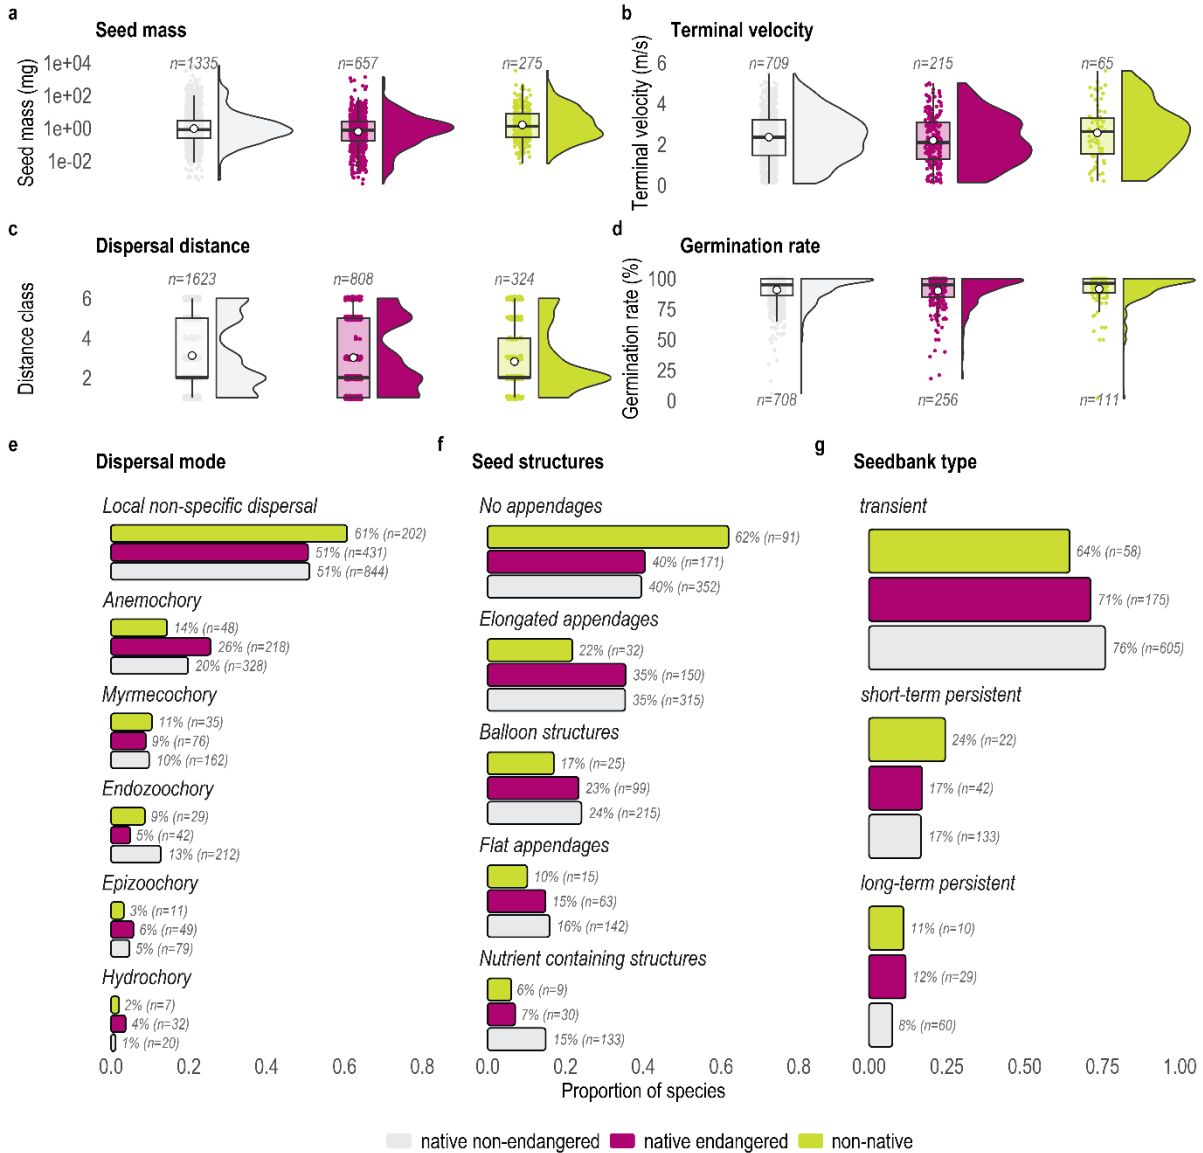 a
Seed mass
Seed mass (mg)
1e+04
1e+02
1e+00
1e-02
n=1335
n=657
n=275
b
Terminal velocity
Terminal velocity (m/s)
6
4
2
0
n=709
n=215
n=65
c
Dispersal distance
Distance class
6
4
2
n=1623
n=808
n=324
d
Germination rate
Germination rate (%)
100
75
50
25
0
n=708
n=256
n=111
e
Dispersal mode
Local non-specific dispersal
61% (n=202)
51% (n=431)
51% (n=844)
Anemochory
14% (n=48)
26% (n=218)
20% (n=328)
Myrmecochory
11% (n=35)
9% (n=76)
10% (n=162)
Endozoochory
9% (n=29)
5% (n=42)
13% (n=212)
Epizoochory
3% (n=11)
6% (n=49)
5% (n=79)
Hydrochory
2% (n=7)
4% (n=32)
1% (n=20)
0.0 0.2 0.4 0.6 0.8
f
Seed structures
No appendages
62% (n=91)
40% (n=171)
40% (n=352)
Elongated appendages
22% (n=32)
35% (n=150)
35% (n=315)
Balloon structures
17% (n=25)
23% (n=99)
24% (n=215)
Flat appendages
10% (n=15)
15% (n=63)
16% (n=142)
Nutrient containing structures
6% (n=9)
7% (n=30)
15% (n=133)
0.0 0.2 0.4 0.6 0.8
g
Seedbank type
transient
64% (n=58)
71% (n=175)
76% (n=605)
short-term persistent
24% (n=22)
17% (n=42)
17% (n=133)
long-term persistent
11% (n=10)
12% (n=29)
8% (n=60)
0.00 0.25 0.50 0.75 1.00
Proportion of species
native non-endangered native endangered non-native